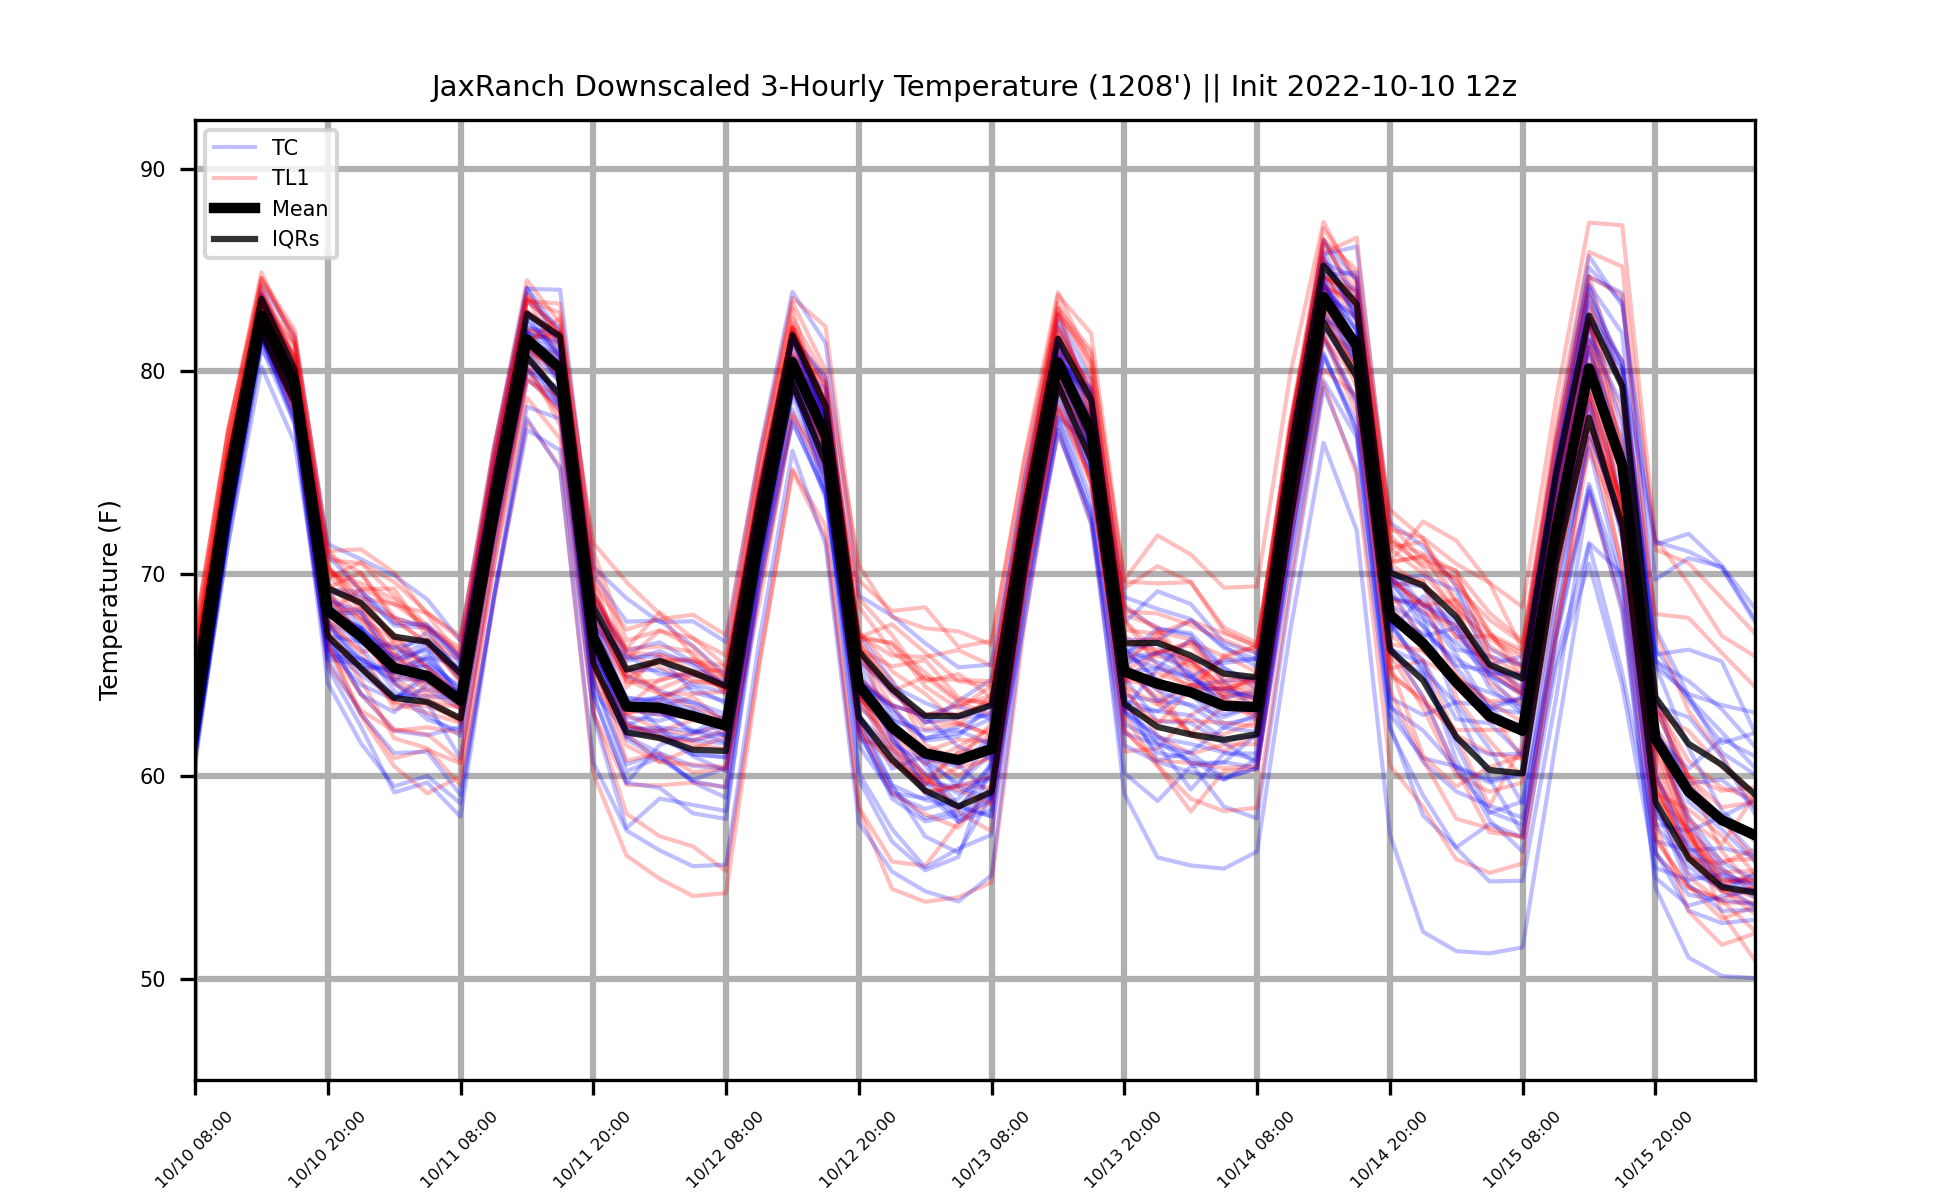 JaxRanch Downscaled 3-Hourly Temperature (1208') || Init 2022-10-10 12z
TC
TL1
Mean
IQRs
90
80
70
60
50
Temperature (F)
10/10 08:00
10/10 20:00
10/11 08:00
10/11 20:00
10/12 08:00
10/12 20:00
10/13 08:00
10/13 20:00
10/14 08:00
10/14 20:00
10/15 08:00
10/15 20:00